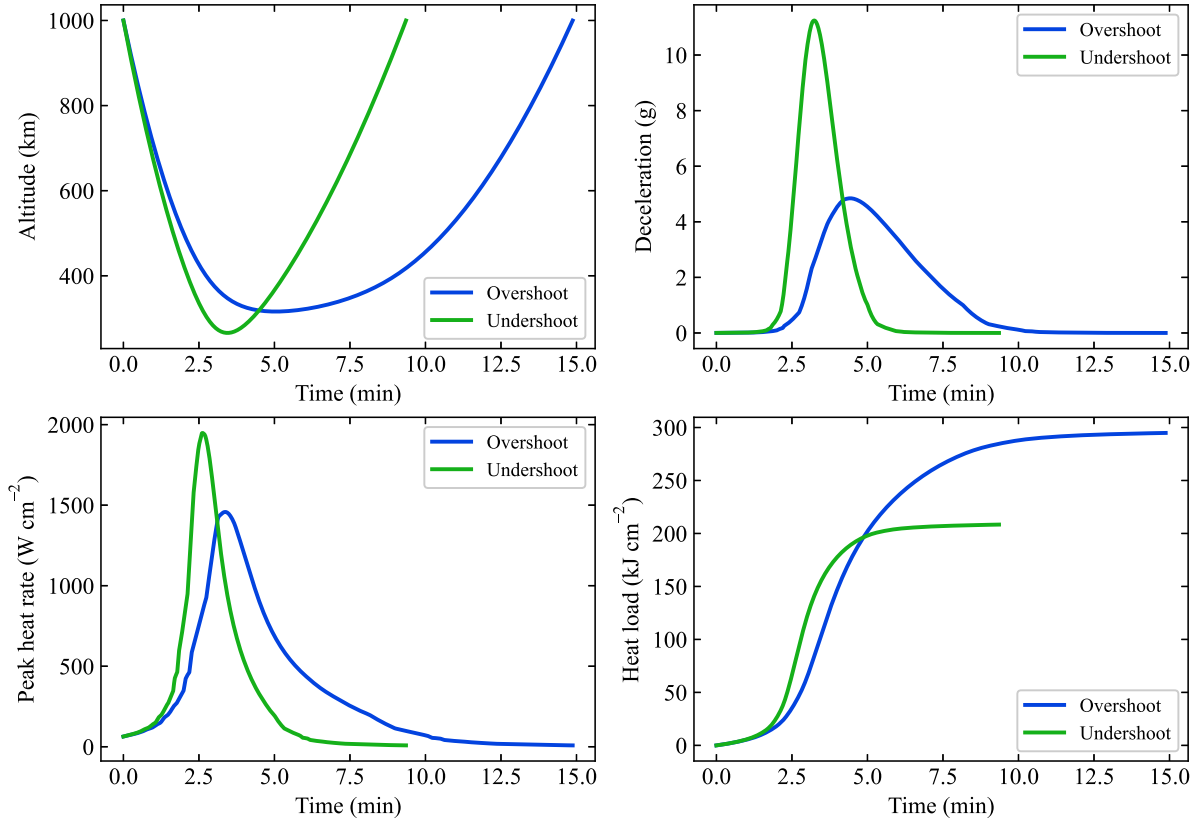 1000
800
600
400
Altitude (km)
Overshoot
Undershoot
0.0 2.5 5.0 7.5 10.0 12.5 15.0
Time (min)
10
8
6
4
2
0
Deceleration (g)
Overshoot
Undershoot
0.0 2.5 5.0 7.5 10.0 12.5 15.0
Time (min)
2000
1500
1000
500
0
Peak heat rate (W cm⁻²)
Overshoot
Undershoot
0.0 2.5 5.0 7.5 10.0 12.5 15.0
Time (min)
300
250
200
150
100
50
0
Heat load (kJ cm⁻²)
Overshoot
Undershoot
0.0 2.5 5.0 7.5 10.0 12.5 15.0
Time (min)